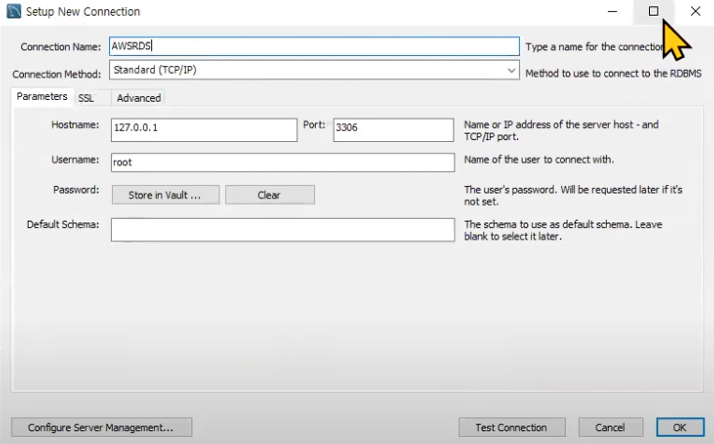 Setup New Connection
Connection Name: AWSRDS Type a name for the connection
Connection Method: Standard (TCP/IP) Method to use to connect to the RDBMS
Parameters SSL Advanced
Hostname: 127.0.0.1 Port: 3306 Name or IP address of the server host - and
TCP/IP port.
Username: root Name of the user to connect with.
Password: Store in Vault ... Clear The user's password. Will be requested later if it's
not set.
Default Schema: The schema to use as default schema. Leave
blank to select it later.
Configure Server Management... Test Connection Cancel OK